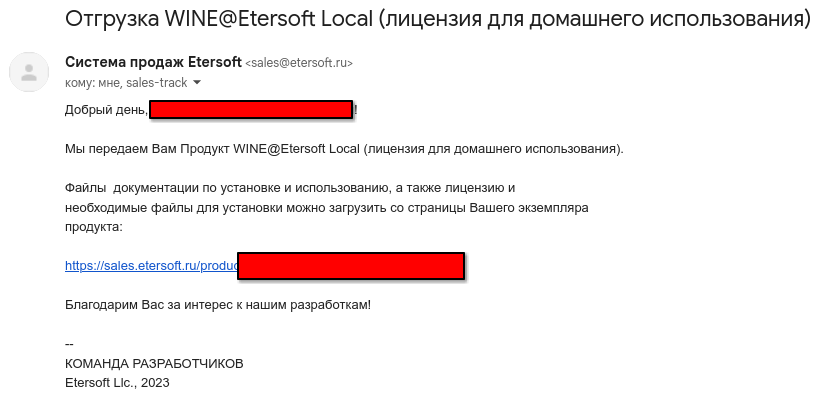 Отгрузка WINE@Etersoft Local (лицензия для домашнего использования)
Система продаж Etersoft <sales@etersoft.ru>
кому: мне, sales-track
Добрый день, !
Мы передаем Вам Продукт WINE@Etersoft Local (лицензия для домашнего использования).
Файлы  документации по установке и использованию, а также лицензию и
необходимые файлы для установки можно загрузить со страницы Вашего экземпляра
продукта:
https://sales.etersoft.ru/produc
Благодарим Вас за интерес к нашим разработкам!
--
КОМАНДА РАЗРАБОТЧИКОВ
Etersoft Llc., 2023